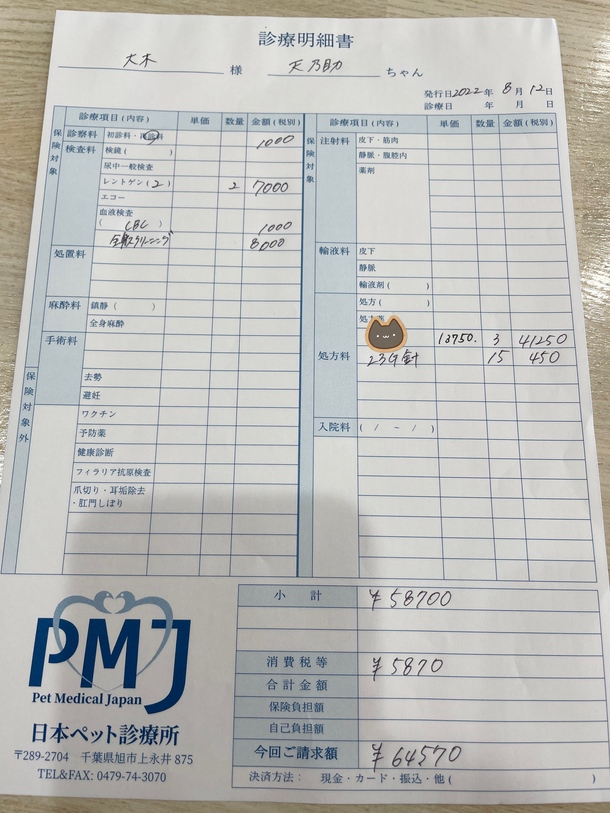 診療明細書
大木 様 天乃助 ちゃん
発行日 2022年 8月 12日
診療日 年 月 日
診療項目(内容) 単価 数量 金額(税別)
保険対象
診察料 初診料・再診料 1000
検査料 検鏡( )
尿中一般検査
レントゲン(2) 2 7000
エコー
血液検査
( CBC ) 1000
全身スクリーニング 8000
処置料
麻酔料 鎮静( )
全身麻酔
手術料
保険対象外
去勢
避妊
ワクチン
予防薬
健康診断
フィラリア抗原検査
爪切り・耳垢除去
・肛門しぼり
診療項目(内容) 単価 数量 金額(税別)
保険対象
注射料 皮下・筋肉
静脈・腹腔内
薬剤
輸液料 皮下
静脈
輸液剤( )
処方料 処方( )
13750. 3 41250
23G針 15 450
入院料 ( / ~ / )
小計 ¥58700
消費税等 ¥5870
合計金額
保険負担額
自己負担額
今回ご請求額 ¥64570
決済方法: 現金・カード・振込・他( )
PMJ
Pet Medical Japan
日本ペット診療所
〒289-2704 千葉県旭市上永井 875
TEL&FAX: 0479-74-3070